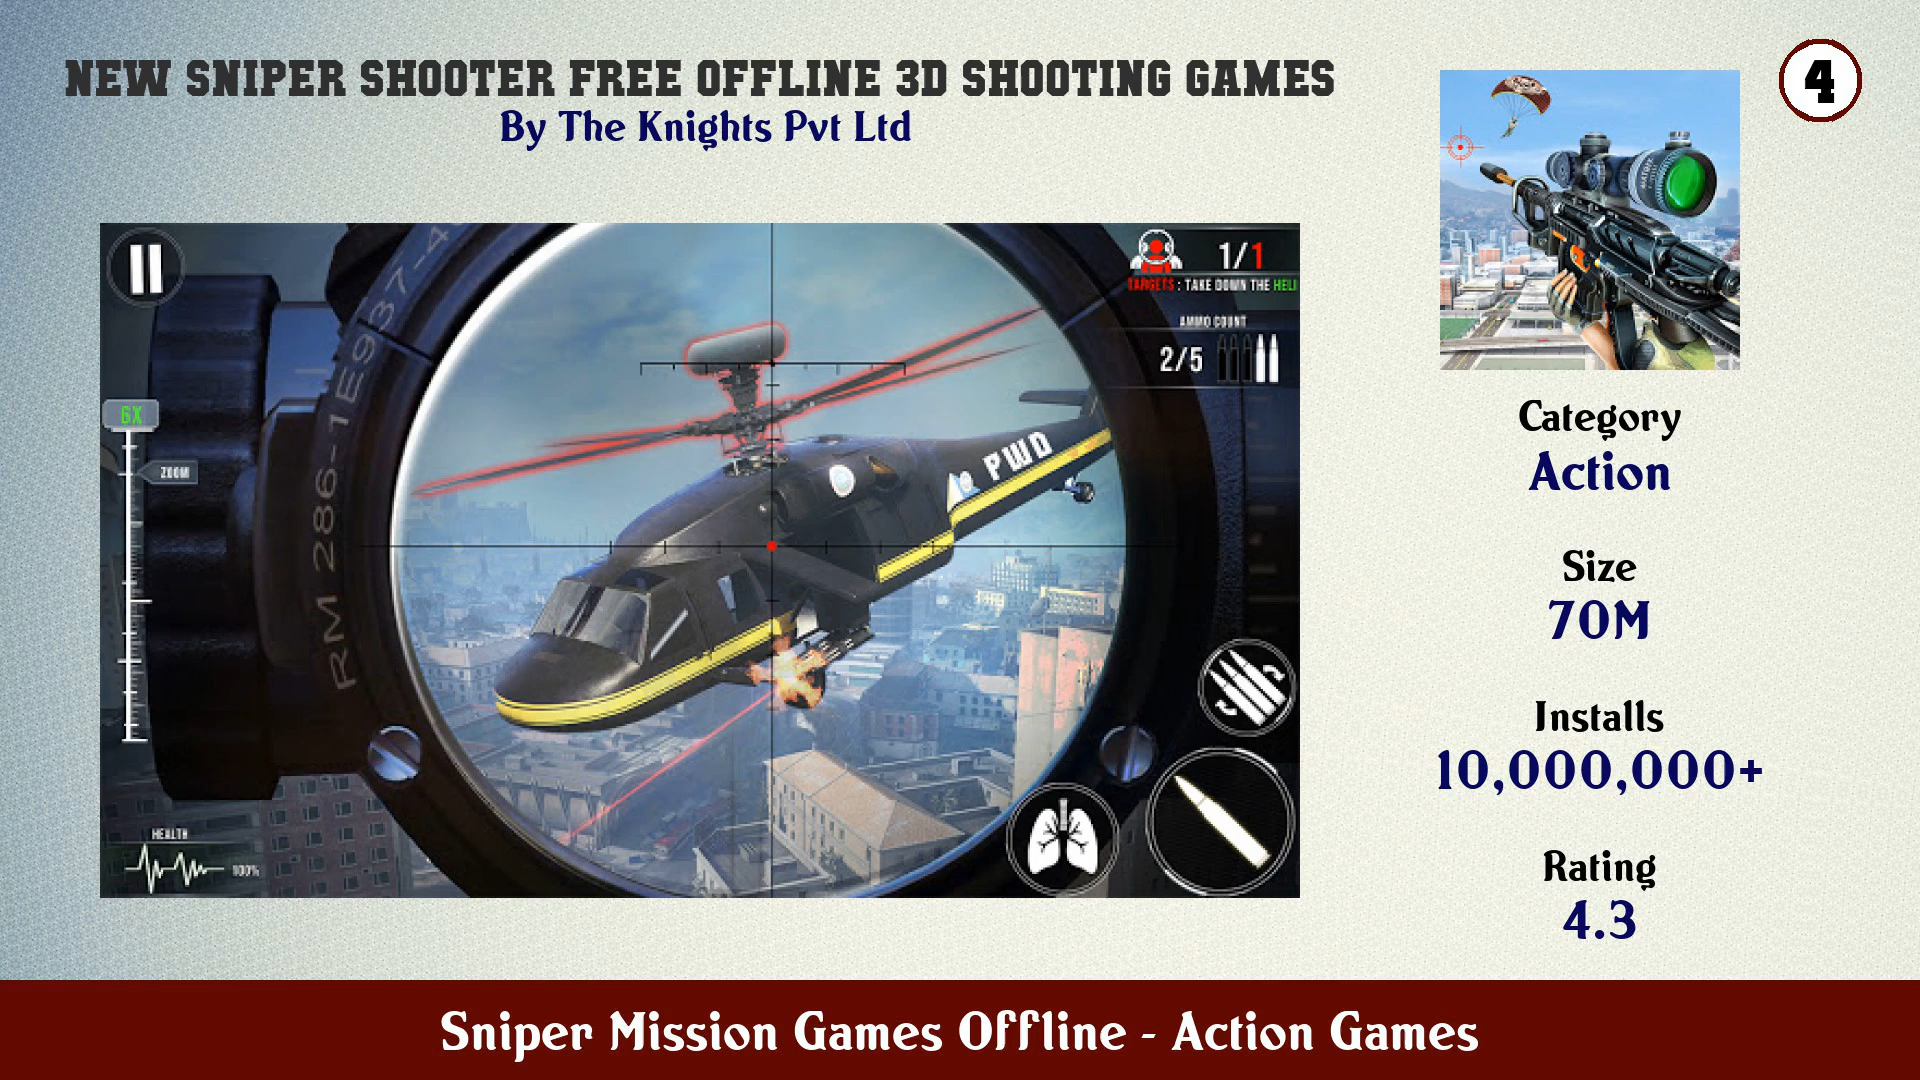 NEW SNIPER SHOOTER FREE OFFLINE 3D SHOOTING GAMES
By The Knights Pvt Ltd
4
1/1
TARGETS : TAKE DOWN THE HELI
AMMO COUNT
2/5
6X
ZOOM
RM 286-1E937-4
PWD
HEALTH
100%
Category
Action
Size
70M
Installs
10,000,000+
Rating
4.3
Sniper Mission Games Offline - Action Games